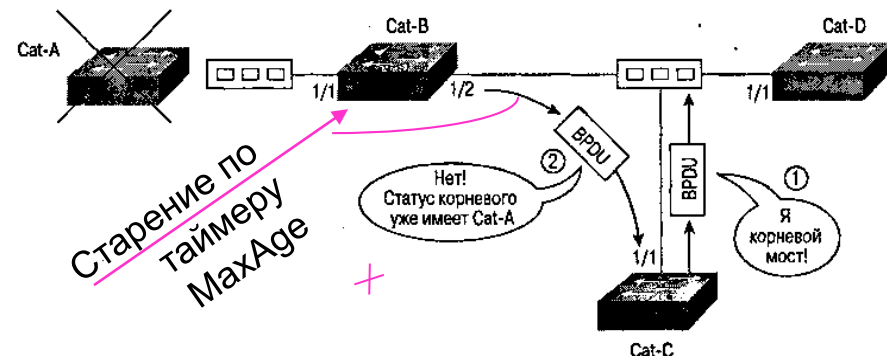 Cat-A
Cat-B
Cat-D
1/1
1/2
1/1
BPDU
②
Нет!
Статус корневого
уже имеет Cat-A
BPDU
①
Я
корневой
мост!
Старение по
таймеру
MaxAge
1/1
Cat-C